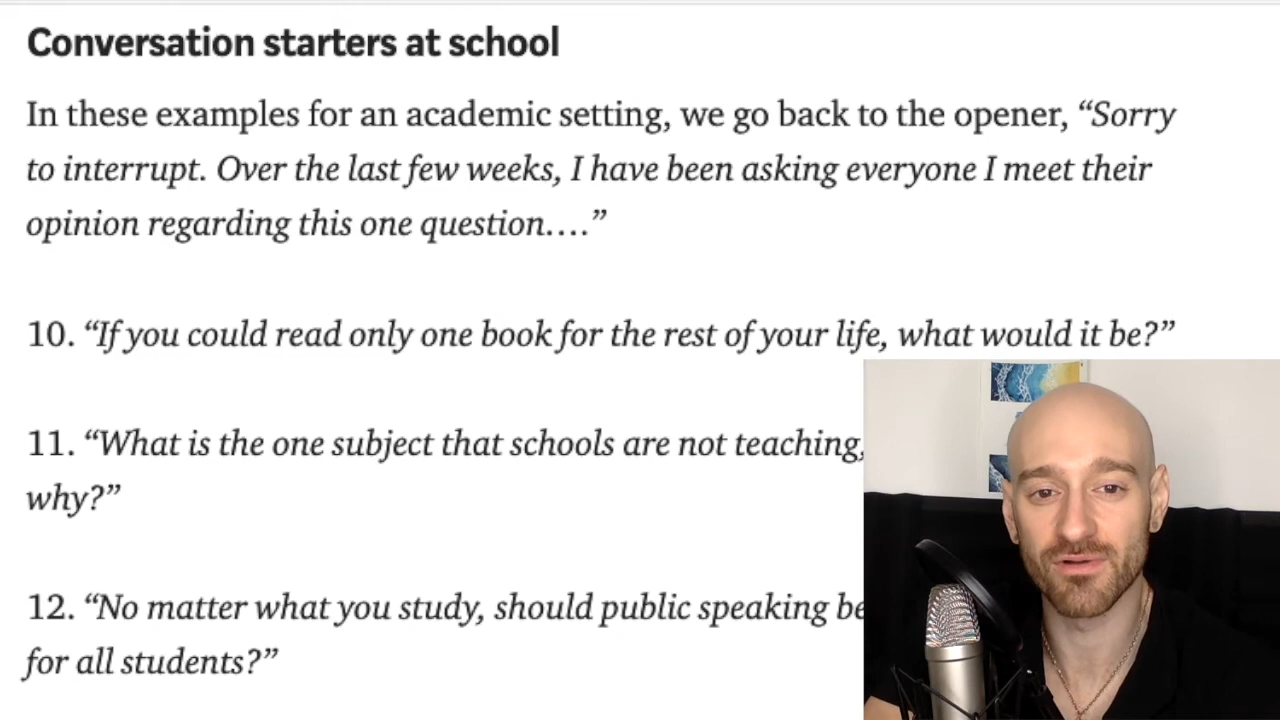 Conversation starters at school
In these examples for an academic setting, we go back to the opener, “Sorry
to interrupt. Over the last few weeks, I have been asking everyone I meet their
opinion regarding this one question….”
10. “If you could read only one book for the rest of your life, what would it be?”
11. “What is the one subject that schools are not teaching,
why?”
12. “No matter what you study, should public speaking be
for all students?”